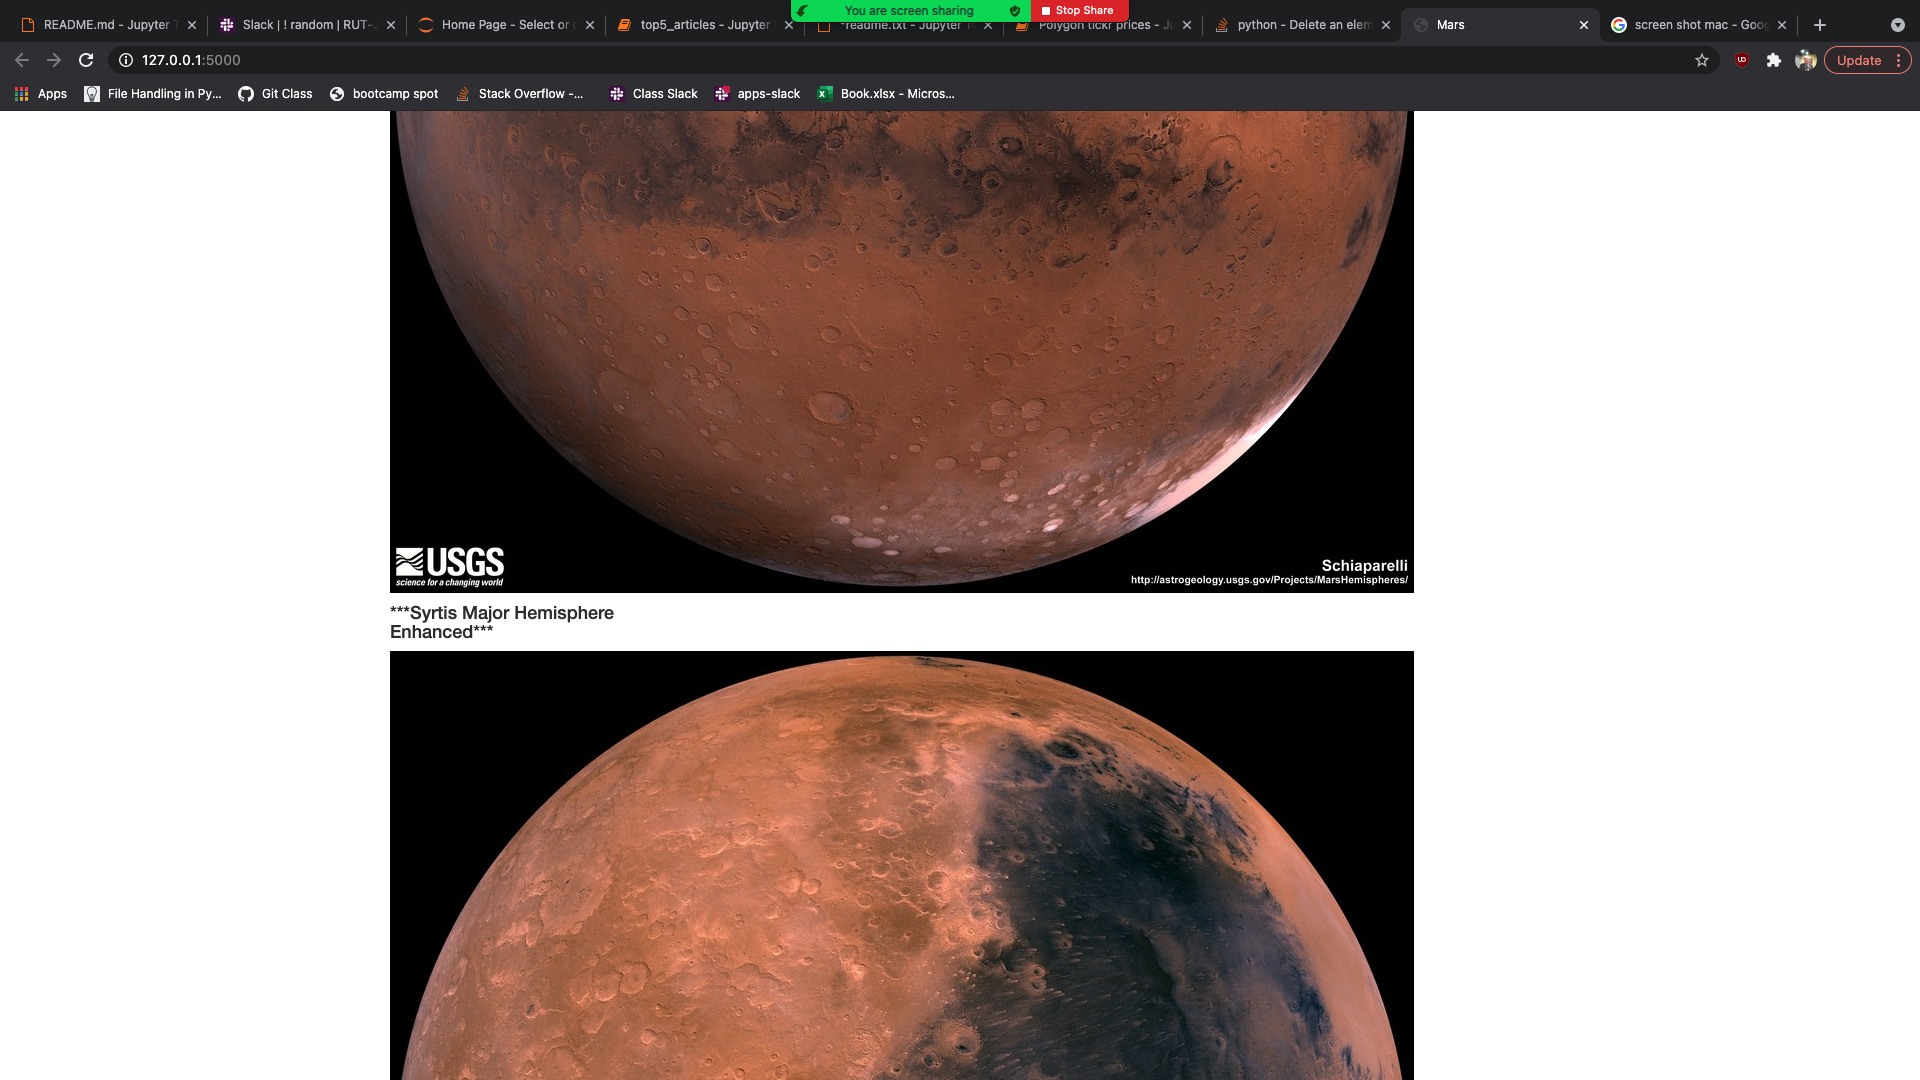 You are screen sharing
Stop Share
README.md - Jupyter T
Slack | ! random | RUT-
Home Page - Select or
top5_articles - Jupyter
*readme.txt - Jupyter
Polygon tickr prices - J
python - Delete an elem
Mars
screen shot mac - Goog
127.0.0.1:5000
Update
Apps
File Handling in Py...
Git Class
bootcamp spot
Stack Overflow -...
Class Slack
apps-slack
Book.xlsx - Micros...
USGS
science for a changing world
Schiaparelli
http://astrogeology.usgs.gov/Projects/MarsHemispheres/
***Syrtis Major Hemisphere
Enhanced***